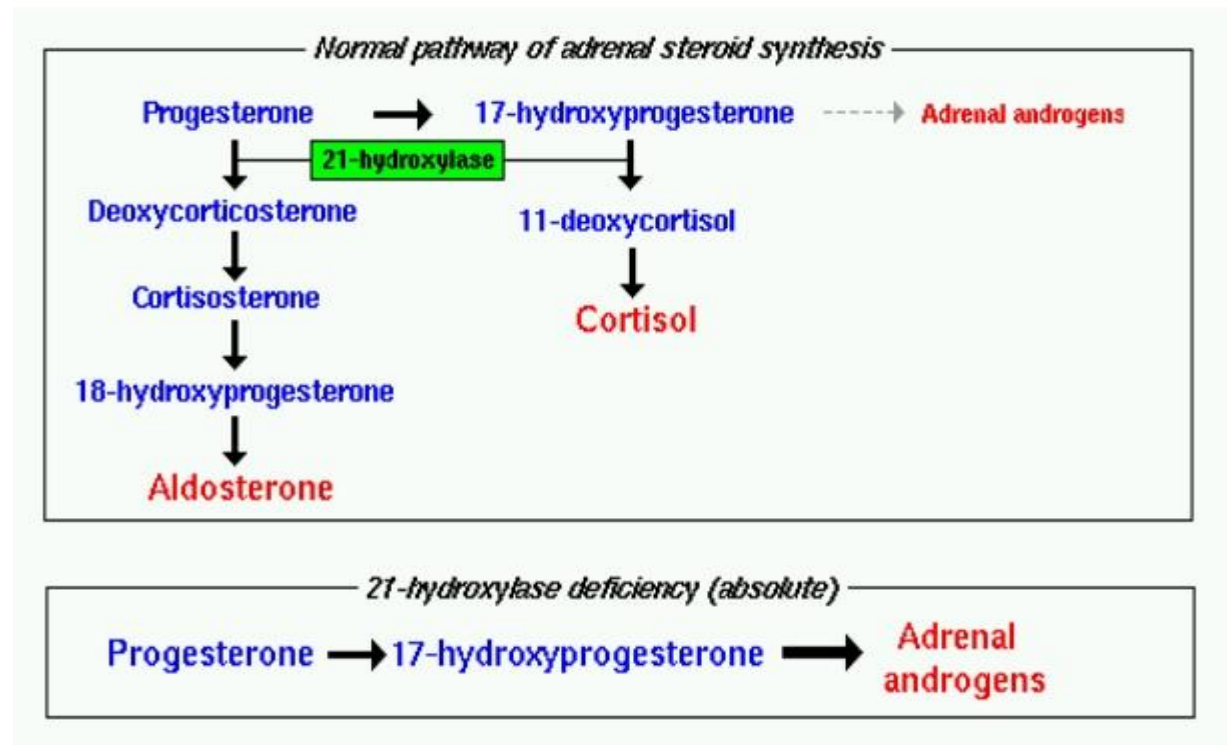 Normal pathway of adrenal steroid synthesis
Progesterone 17-hydroxyprogesterone Adrenal androgens
21-hydroxylase
Deoxycorticosterone 11-deoxycortisol
Cortisosterone
Cortisol
18-hydroxyprogesterone
Aldosterone
21-hydroxylase deficiency (absolute)
Progesterone 17-hydroxyprogesterone Adrenal
androgens